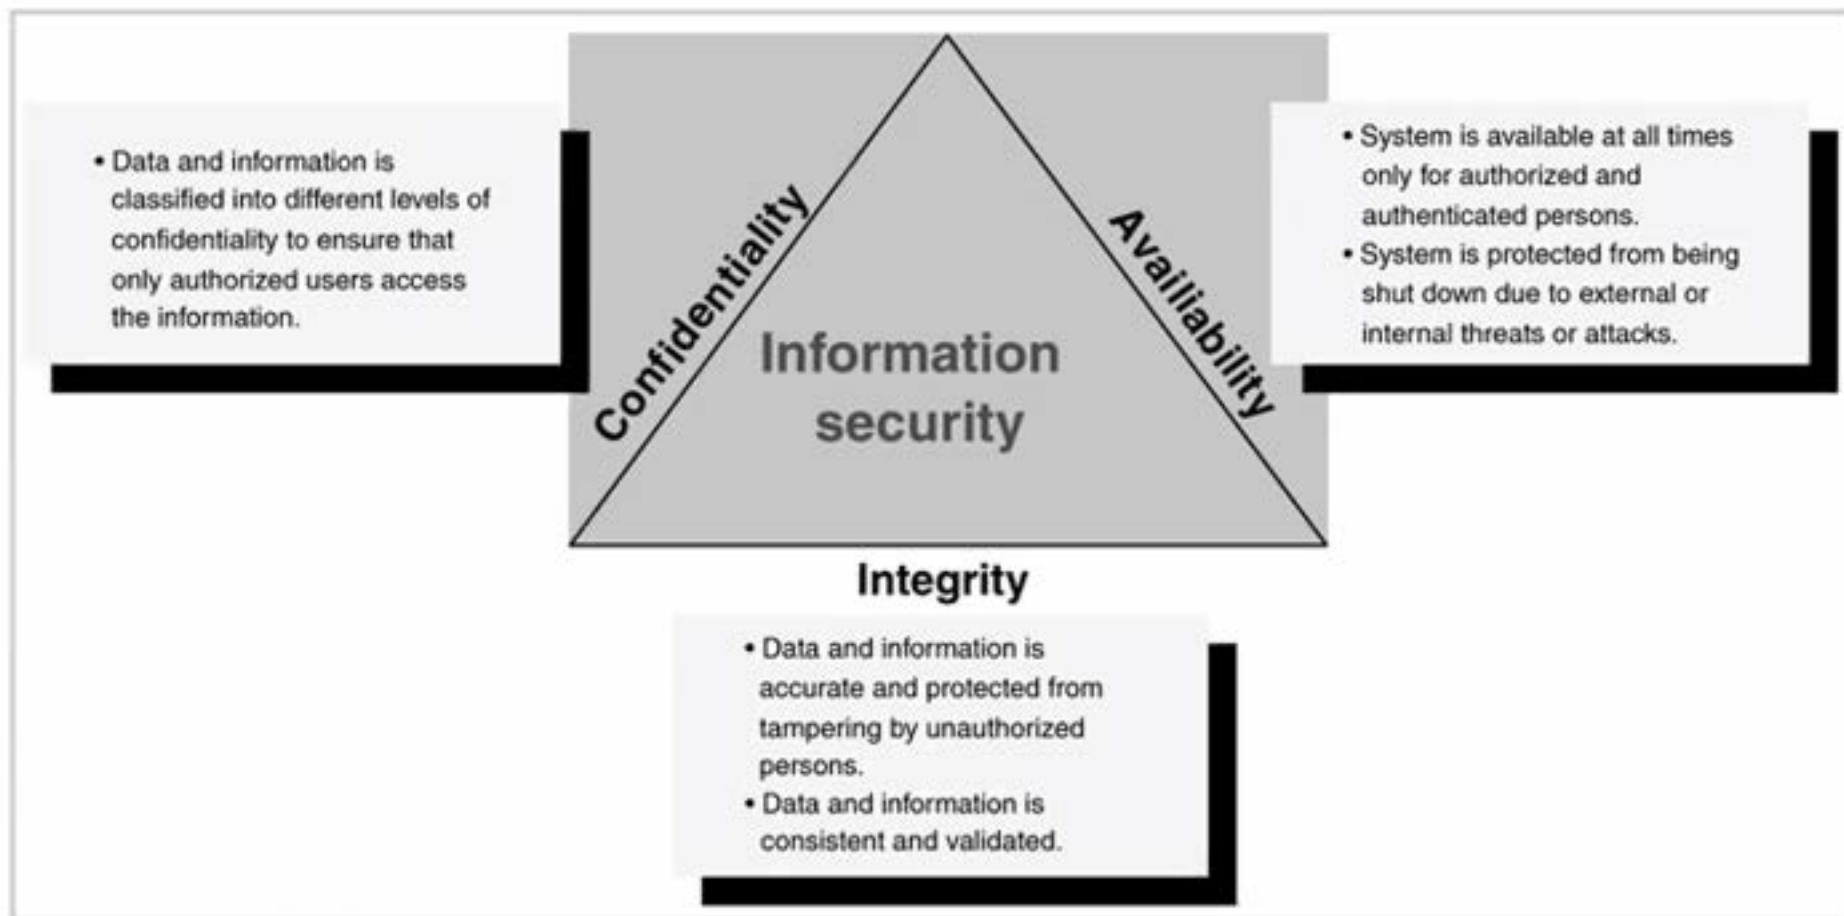 • Data and information is
classified into different levels of
confidentiality to ensure that
only authorized users access
the information.
Confidentiality
Information
security
Availiability
• System is available at all times
only for authorized and
authenticated persons.
• System is protected from being
shut down due to external or
internal threats or attacks.
Integrity
• Data and information is
accurate and protected from
tampering by unauthorized
persons.
• Data and information is
consistent and validated.